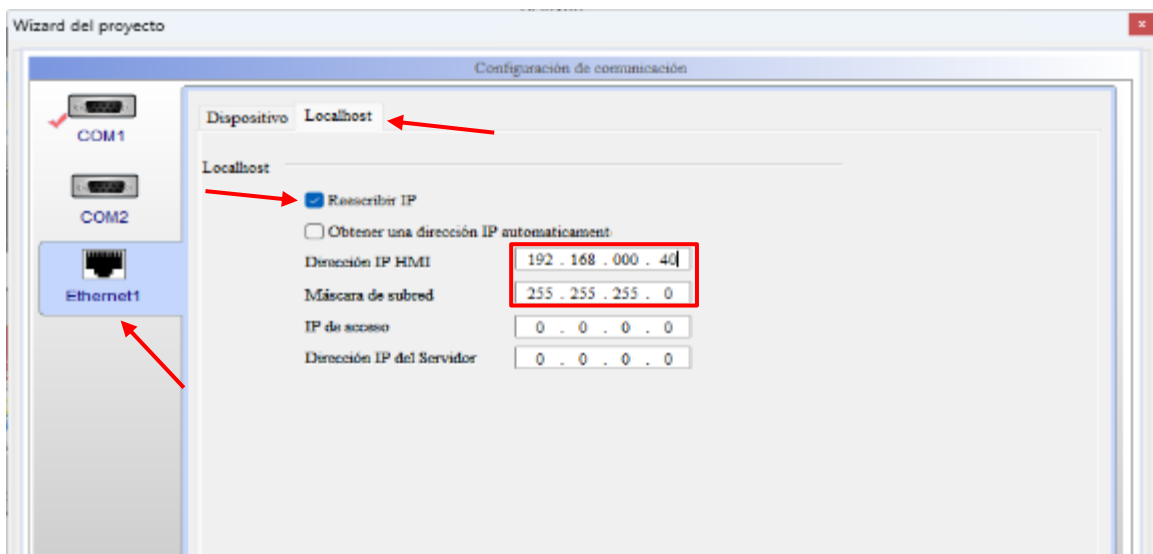 Wizard del proyecto
Configuración de comunicación
COM1
Dispositivo Localhost
Localhost
Reescribir IP
COM2
Obtener una dirección IP automaticament
Dirección IP HMI 192 . 168 . 000 . 40
Ethernet1
Máscara de subred 255 . 255 . 255 . 0
IP de acceso 0 . 0 . 0 . 0
Dirección IP del Servidor 0 . 0 . 0 . 0